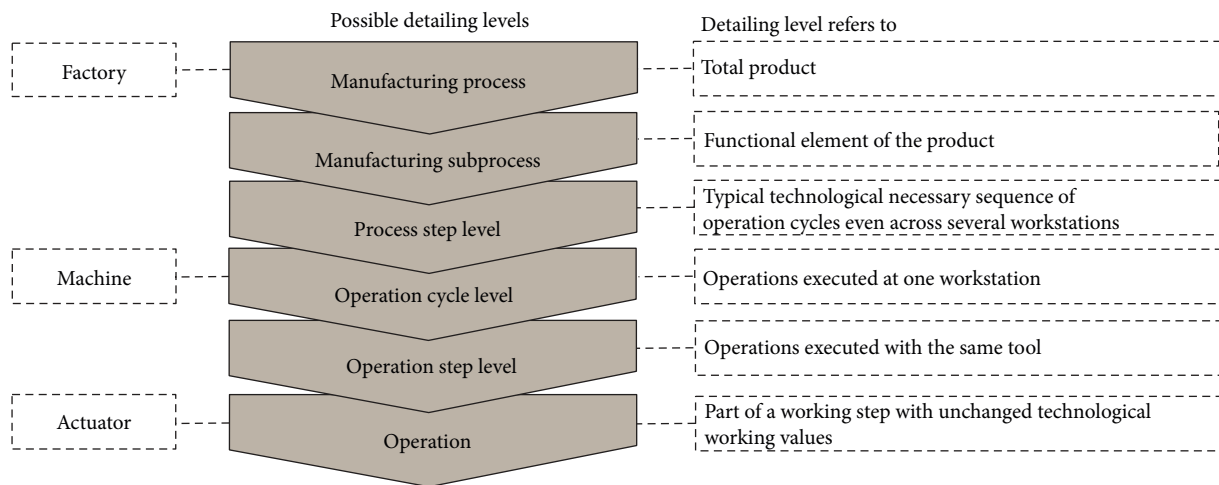 Possible detailing levels
Detailing level refers to
Factory
Manufacturing process
Total product
Manufacturing subprocess
Functional element of the product
Process step level
Typical technological necessary sequence of
operation cycles even across several workstations
Machine
Operation cycle level
Operations executed at one workstation
Operation step level
Operations executed with the same tool
Actuator
Operation
Part of a working step with unchanged technological
working values